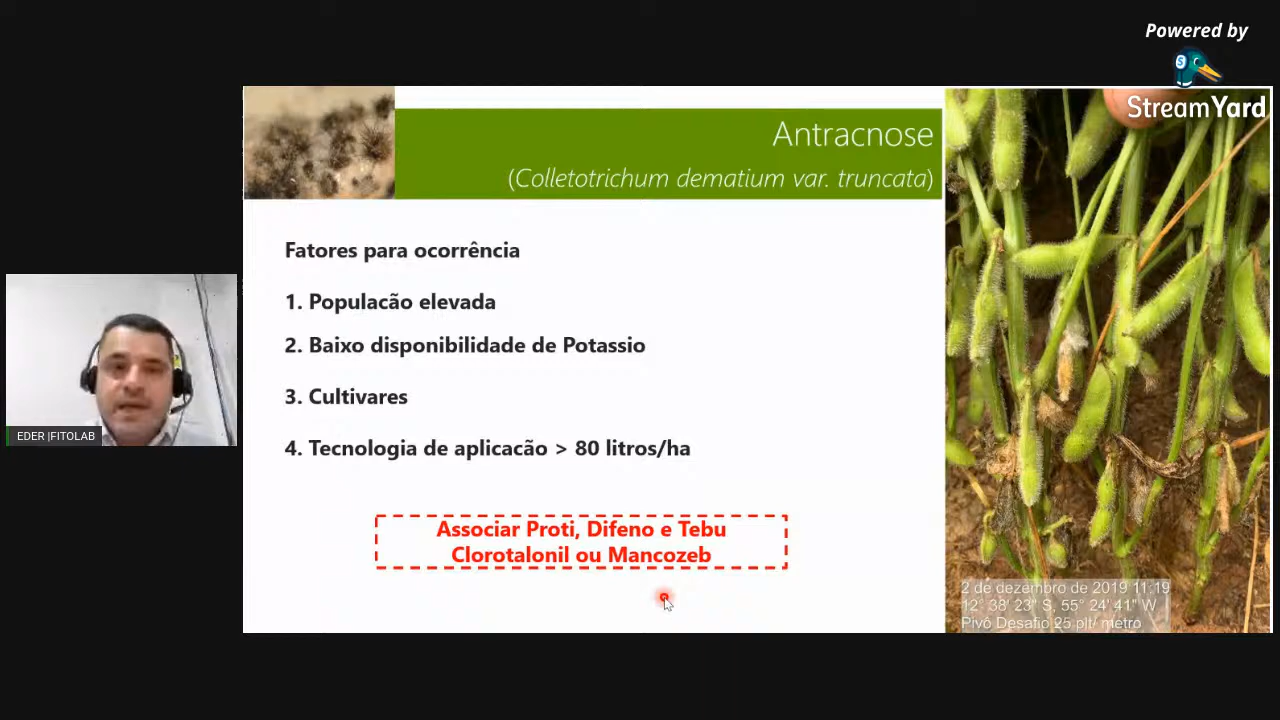 Powered by
StreamYard
Antracnose
(Colletotrichum dematium var. truncata)
Fatores para ocorrência
1. Populacão elevada
2. Baixo disponibilidade de Potassio
3. Cultivares
4. Tecnologia de aplicacão > 80 litros/ha
Associar Proti, Difeno e Tebu
Clorotalonil ou Mancozeb
EDER |FITOLAB
2 de dezembro de 2019 11:19
12° 38' 23" S, 55° 24' 41" W
Pivô Desafio 25 plt/ metro